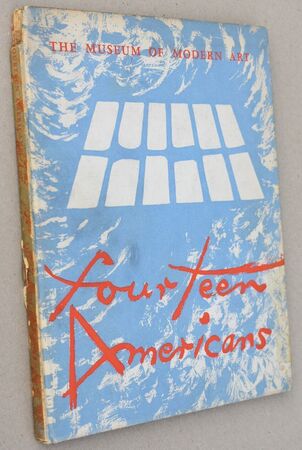 THE MUSEUM OF MODERN ART
fourteen
Americans